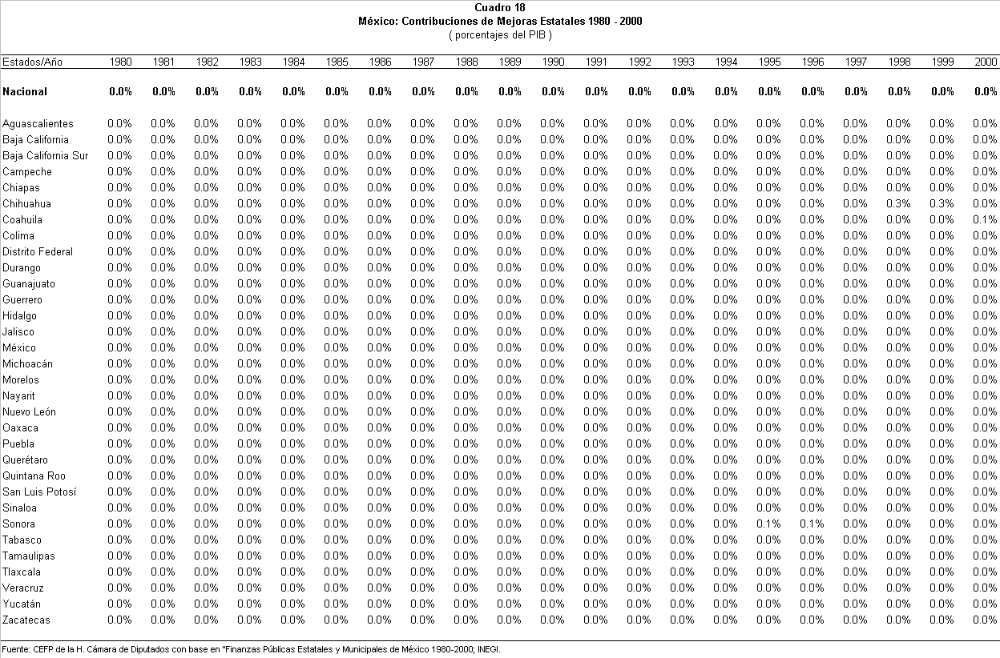 Cuadro 18
México: Contribuciones de Mejoras Estatales 1980 - 2000
( porcentajes del PIB )
Estados/Año 1980 1981 1982 1983 1984 1985 1986 1987 1988 1989 1990 1991 1992 1993 1994 1995 1996 1997 1998 1999 2000
Nacional 0.0% 0.0% 0.0% 0.0% 0.0% 0.0% 0.0% 0.0% 0.0% 0.0% 0.0% 0.0% 0.0% 0.0% 0.0% 0.0% 0.0% 0.0% 0.0% 0.0% 0.0%
Aguascalientes 0.0% 0.0% 0.0% 0.0% 0.0% 0.0% 0.0% 0.0% 0.0% 0.0% 0.0% 0.0% 0.0% 0.0% 0.0% 0.0% 0.0% 0.0% 0.0% 0.0% 0.0%
Baja California 0.0% 0.0% 0.0% 0.0% 0.0% 0.0% 0.0% 0.0% 0.0% 0.0% 0.0% 0.0% 0.0% 0.0% 0.0% 0.0% 0.0% 0.0% 0.0% 0.0% 0.0%
Baja California Sur 0.0% 0.0% 0.0% 0.0% 0.0% 0.0% 0.0% 0.0% 0.0% 0.0% 0.0% 0.0% 0.0% 0.0% 0.0% 0.0% 0.0% 0.0% 0.0% 0.0% 0.0%
Campeche 0.0% 0.0% 0.0% 0.0% 0.0% 0.0% 0.0% 0.0% 0.0% 0.0% 0.0% 0.0% 0.0% 0.0% 0.0% 0.0% 0.0% 0.0% 0.0% 0.0% 0.0%
Chiapas 0.0% 0.0% 0.0% 0.0% 0.0% 0.0% 0.0% 0.0% 0.0% 0.0% 0.0% 0.0% 0.0% 0.0% 0.0% 0.0% 0.0% 0.0% 0.0% 0.0% 0.0%
Chihuahua 0.0% 0.0% 0.0% 0.0% 0.0% 0.0% 0.0% 0.0% 0.0% 0.0% 0.0% 0.0% 0.0% 0.0% 0.0% 0.0% 0.0% 0.0% 0.3% 0.3% 0.0%
Coahuila 0.0% 0.0% 0.0% 0.0% 0.0% 0.0% 0.0% 0.0% 0.0% 0.0% 0.0% 0.0% 0.0% 0.0% 0.0% 0.0% 0.0% 0.0% 0.0% 0.0% 0.1%
Colima 0.0% 0.0% 0.0% 0.0% 0.0% 0.0% 0.0% 0.0% 0.0% 0.0% 0.0% 0.0% 0.0% 0.0% 0.0% 0.0% 0.0% 0.0% 0.0% 0.0% 0.0%
Distrito Federal 0.0% 0.0% 0.0% 0.0% 0.0% 0.0% 0.0% 0.0% 0.0% 0.0% 0.0% 0.0% 0.0% 0.0% 0.0% 0.0% 0.0% 0.0% 0.0% 0.0% 0.0%
Durango 0.0% 0.0% 0.0% 0.0% 0.0% 0.0% 0.0% 0.0% 0.0% 0.0% 0.0% 0.0% 0.0% 0.0% 0.0% 0.0% 0.0% 0.0% 0.0% 0.0% 0.0%
Guanajuato 0.0% 0.0% 0.0% 0.0% 0.0% 0.0% 0.0% 0.0% 0.0% 0.0% 0.0% 0.0% 0.0% 0.0% 0.0% 0.0% 0.0% 0.0% 0.0% 0.0% 0.0%
Guerrero 0.0% 0.0% 0.0% 0.0% 0.0% 0.0% 0.0% 0.0% 0.0% 0.0% 0.0% 0.0% 0.0% 0.0% 0.0% 0.0% 0.0% 0.0% 0.0% 0.0% 0.0%
Hidalgo 0.0% 0.0% 0.0% 0.0% 0.0% 0.0% 0.0% 0.0% 0.0% 0.0% 0.0% 0.0% 0.0% 0.0% 0.0% 0.0% 0.0% 0.0% 0.0% 0.0% 0.0%
Jalisco 0.0% 0.0% 0.0% 0.0% 0.0% 0.0% 0.0% 0.0% 0.0% 0.0% 0.0% 0.0% 0.0% 0.0% 0.0% 0.0% 0.0% 0.0% 0.0% 0.0% 0.0%
México 0.0% 0.0% 0.0% 0.0% 0.0% 0.0% 0.0% 0.0% 0.0% 0.0% 0.0% 0.0% 0.0% 0.0% 0.0% 0.0% 0.0% 0.0% 0.0% 0.0% 0.0%
Michoacán 0.0% 0.0% 0.0% 0.0% 0.0% 0.0% 0.0% 0.0% 0.0% 0.0% 0.0% 0.0% 0.0% 0.0% 0.0% 0.0% 0.0% 0.0% 0.0% 0.0% 0.0%
Morelos 0.0% 0.0% 0.0% 0.0% 0.0% 0.0% 0.0% 0.0% 0.0% 0.0% 0.0% 0.0% 0.0% 0.0% 0.0% 0.0% 0.0% 0.0% 0.0% 0.0% 0.0%
Nayarit 0.0% 0.0% 0.0% 0.0% 0.0% 0.0% 0.0% 0.0% 0.0% 0.0% 0.0% 0.0% 0.0% 0.0% 0.0% 0.0% 0.0% 0.0% 0.0% 0.0% 0.0%
Nuevo León 0.0% 0.0% 0.0% 0.0% 0.0% 0.0% 0.0% 0.0% 0.0% 0.0% 0.0% 0.0% 0.0% 0.0% 0.0% 0.0% 0.0% 0.0% 0.0% 0.0% 0.0%
Oaxaca 0.0% 0.0% 0.0% 0.0% 0.0% 0.0% 0.0% 0.0% 0.0% 0.0% 0.0% 0.0% 0.0% 0.0% 0.0% 0.0% 0.0% 0.0% 0.0% 0.0% 0.0%
Puebla 0.0% 0.0% 0.0% 0.0% 0.0% 0.0% 0.0% 0.0% 0.0% 0.0% 0.0% 0.0% 0.0% 0.0% 0.0% 0.0% 0.0% 0.0% 0.0% 0.0% 0.0%
Querétaro 0.0% 0.0% 0.0% 0.0% 0.0% 0.0% 0.0% 0.0% 0.0% 0.0% 0.0% 0.0% 0.0% 0.0% 0.0% 0.0% 0.0% 0.0% 0.0% 0.0% 0.0%
Quintana Roo 0.0% 0.0% 0.0% 0.0% 0.0% 0.0% 0.0% 0.0% 0.0% 0.0% 0.0% 0.0% 0.0% 0.0% 0.0% 0.0% 0.0% 0.0% 0.0% 0.0% 0.0%
San Luis Potosí 0.0% 0.0% 0.0% 0.0% 0.0% 0.0% 0.0% 0.0% 0.0% 0.0% 0.0% 0.0% 0.0% 0.0% 0.0% 0.0% 0.0% 0.0% 0.0% 0.0% 0.0%
Sinaloa 0.0% 0.0% 0.0% 0.0% 0.0% 0.0% 0.0% 0.0% 0.0% 0.0% 0.0% 0.0% 0.0% 0.0% 0.0% 0.0% 0.0% 0.0% 0.0% 0.0% 0.0%
Sonora 0.0% 0.0% 0.0% 0.0% 0.0% 0.0% 0.0% 0.0% 0.0% 0.0% 0.0% 0.0% 0.0% 0.0% 0.0% 0.1% 0.1% 0.0% 0.0% 0.0% 0.0%
Tabasco 0.0% 0.0% 0.0% 0.0% 0.0% 0.0% 0.0% 0.0% 0.0% 0.0% 0.0% 0.0% 0.0% 0.0% 0.0% 0.0% 0.0% 0.0% 0.0% 0.0% 0.0%
Tamaulipas 0.0% 0.0% 0.0% 0.0% 0.0% 0.0% 0.0% 0.0% 0.0% 0.0% 0.0% 0.0% 0.0% 0.0% 0.0% 0.0% 0.0% 0.0% 0.0% 0.0% 0.0%
Tlaxcala 0.0% 0.0% 0.0% 0.0% 0.0% 0.0% 0.0% 0.0% 0.0% 0.0% 0.0% 0.0% 0.0% 0.0% 0.0% 0.0% 0.0% 0.0% 0.0% 0.0% 0.0%
Veracruz 0.0% 0.0% 0.0% 0.0% 0.0% 0.0% 0.0% 0.0% 0.0% 0.0% 0.0% 0.0% 0.0% 0.0% 0.0% 0.0% 0.0% 0.0% 0.0% 0.0% 0.0%
Yucatán 0.0% 0.0% 0.0% 0.0% 0.0% 0.0% 0.0% 0.0% 0.0% 0.0% 0.0% 0.0% 0.0% 0.0% 0.0% 0.0% 0.0% 0.0% 0.0% 0.0% 0.0%
Zacatecas 0.0% 0.0% 0.0% 0.0% 0.0% 0.0% 0.0% 0.0% 0.0% 0.0% 0.0% 0.0% 0.0% 0.0% 0.0% 0.0% 0.0% 0.0% 0.0% 0.0% 0.0%
Fuente: CEFP de la H. Cámara de Diputados con base en "Finanzas Públicas Estatales y Municipales de México 1980-2000; INEGI.